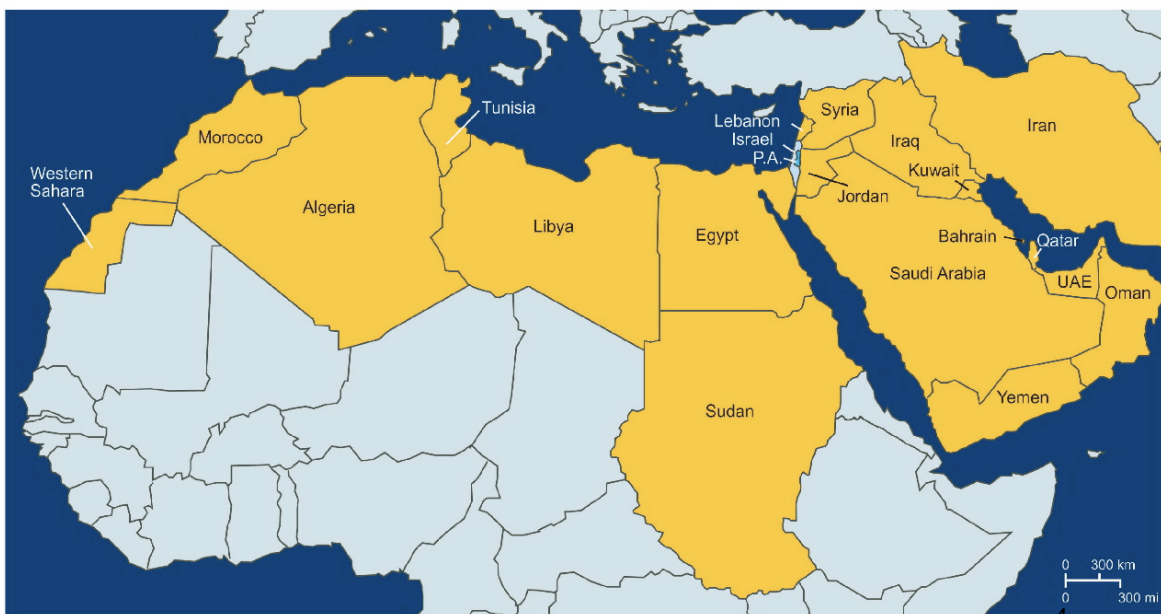 Tunisia
Morocco
Western
Sahara
Algeria
Libya
Egypt
Sudan
Lebanon
Israel
P.A.
Syria
Iraq
Iran
Kuwait
Jordan
Bahrain
Qatar
Saudi Arabia
UAE
Oman
Yemen
0 300 km
0 300 mi